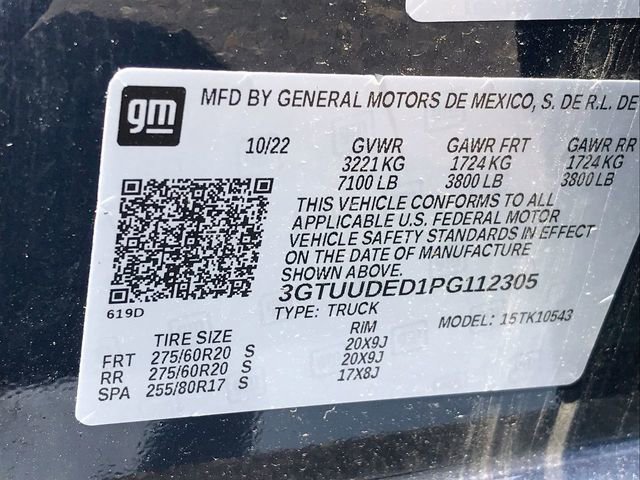 gm
MFD BY GENERAL MOTORS DE MEXICO, S. DE R.L. DE
10/22 GVWR GAWR FRT GAWR RR
3221 KG 1724 KG 1724 KG
7100 LB 3800 LB 3800 LB
THIS VEHICLE CONFORMS TO ALL
APPLICABLE U.S. FEDERAL MOTOR
VEHICLE SAFETY STANDARDS IN EFFECT
ON THE DATE OF MANUFACTURE
SHOWN ABOVE.
619D
3GTUUDED1PG112305
TYPE: TRUCK
MODEL: 15TK10543
TIRE SIZE RIM
FRT 275/60R20 S 20X9J
RR 275/60R20 S 20X9J
SPA 255/80R17 S 17X8J